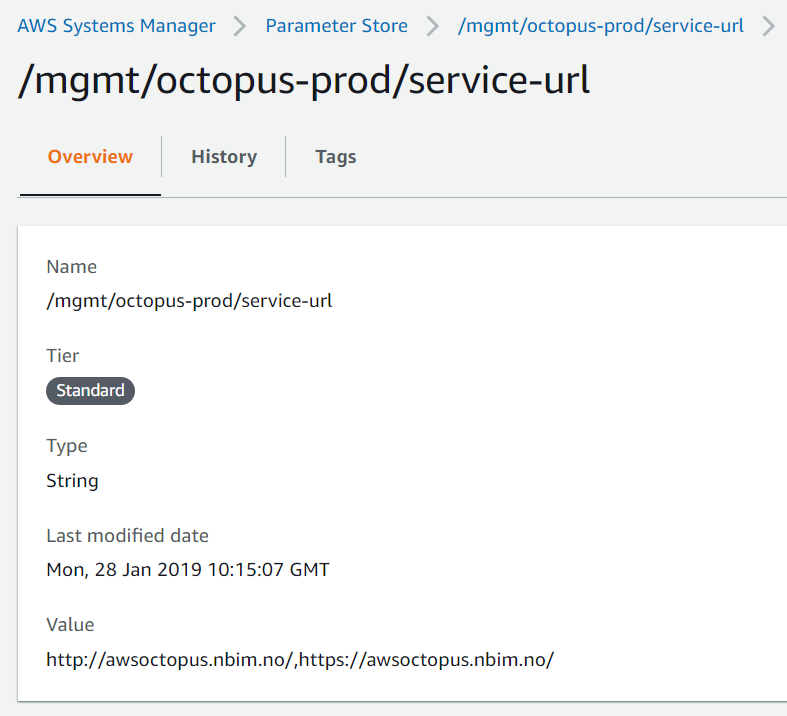 AWS Systems Manager > Parameter Store > /mgmt/octopus-prod/service-url >
/mgmt/octopus-prod/service-url
Overview History Tags
Name
/mgmt/octopus-prod/service-url
Tier
Standard
Type
String
Last modified date
Mon, 28 Jan 2019 10:15:07 GMT
Value
http://awsoctopus.nbim.no/,https://awsoctopus.nbim.no/